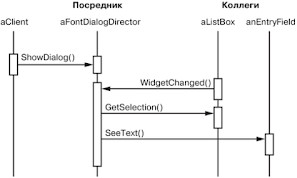 Посредник Коллеги
aClient aFontDialogDirector aListBox anEntryField
ShowDialog()
WidgetChanged()
GetSelection()
SeeText()